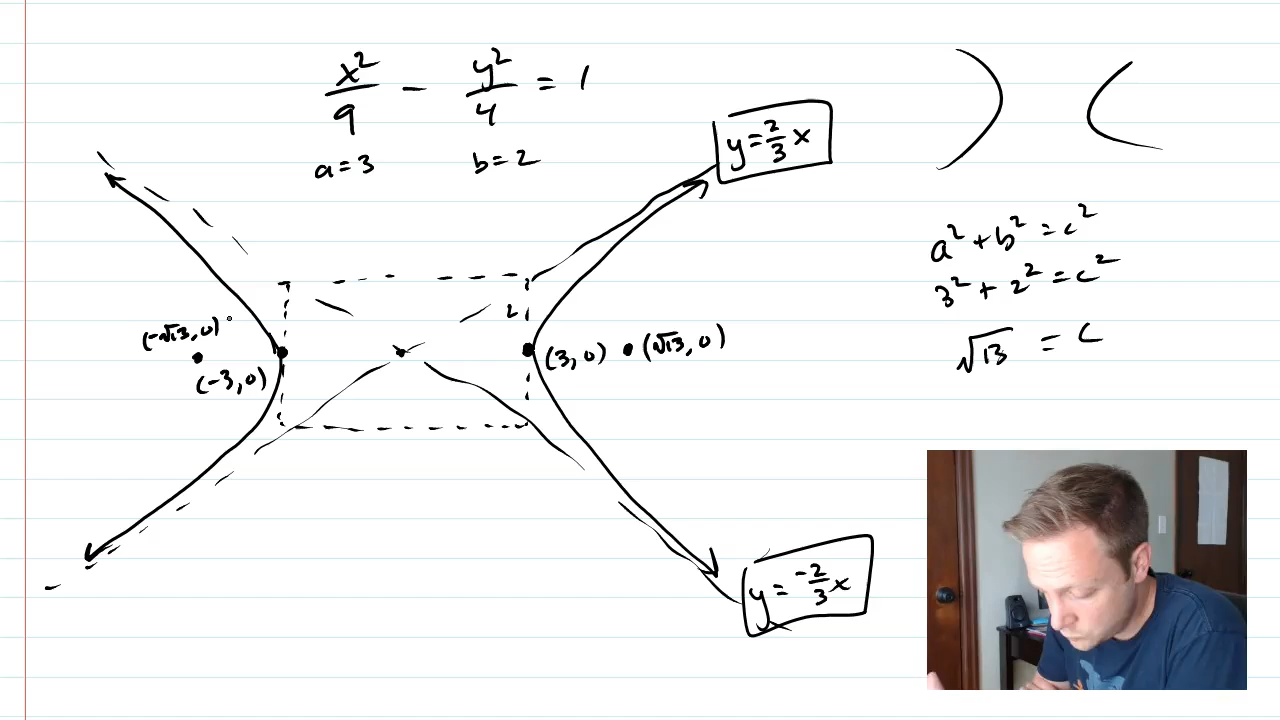 x²/9 - y²/4 = 1
a=3 b=2
y=2/3 x
a²+b²=c²
3²+2²=c²
√13 = c
2
(-√13,0)
(-3,0)
(3,0)
(√13,0)
y=-2/3 x